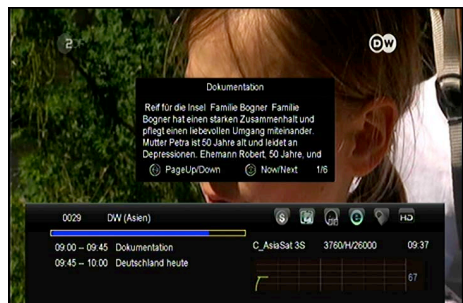 DW
Dokumentation
Reif für die Insel Familie Bogner Familie
Bogner hat einen starken Zusammenhalt und
pflegt einen liebevollen Umgang miteinander.
Mutter Petra ist 50 Jahre alt und leidet an
Depressionen. Ehemann Robert, 50 Jahre, und
PageUp/Down Now/Next 1/6
0029 DW (Asien) S HD
09:00 -- 09:45 Dokumentation
09:45 -- 10:00 Deutschland heute
C_AsiaSat 3S 3760/H/26000 09:37
67